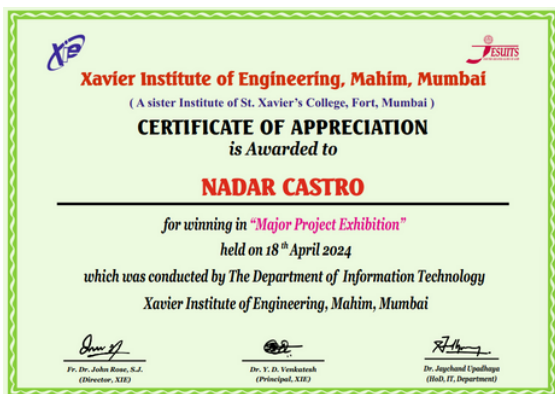 Xie
JESUITS
Xavier Institute of Engineering, Mahim, Mumbai
( A sister Institute of St. Xavier's College, Fort, Mumbai )
CERTIFICATE OF APPRECIATION
is Awarded to
NADAR CASTRO
for winning in "Major Project Exhibition"
held on 18th April 2024
which was conducted by The Department of Information Technology
Xavier Institute of Engineering, Mahim, Mumbai
Fr. Dr. John Rose, S.J.
(Director, XIE)
Dr. Y. D. Venkatesh
(Principal, XIE)
Dr. Jaychand Upadhaya
(HoD, IT, Department)